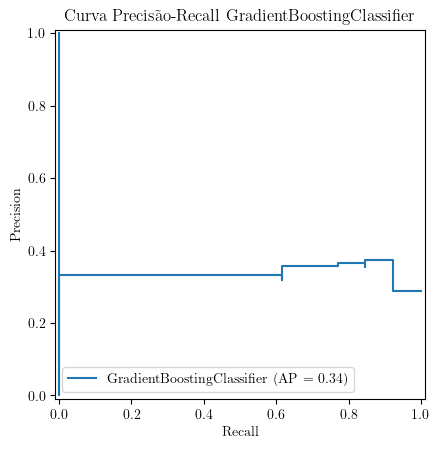 Curva Precisão-Recall GradientBoostingClassifier
1.0
0.8
0.6
0.4
0.2
0.0
Precision
GradientBoostingClassifier (AP = 0.34)
0.0 0.2 0.4 0.6 0.8 1.0
Recall